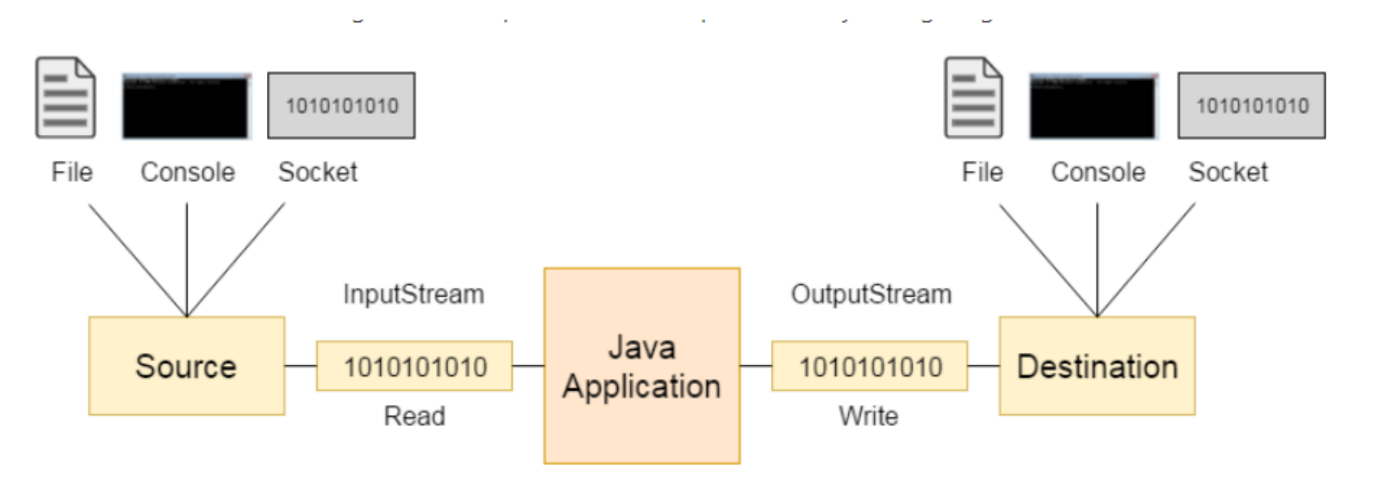 1010101010
1010101010
File Console Socket
File Console Socket
InputStream
OutputStream
Source
1010101010
Java
Application
1010101010
Destination
Read
Write